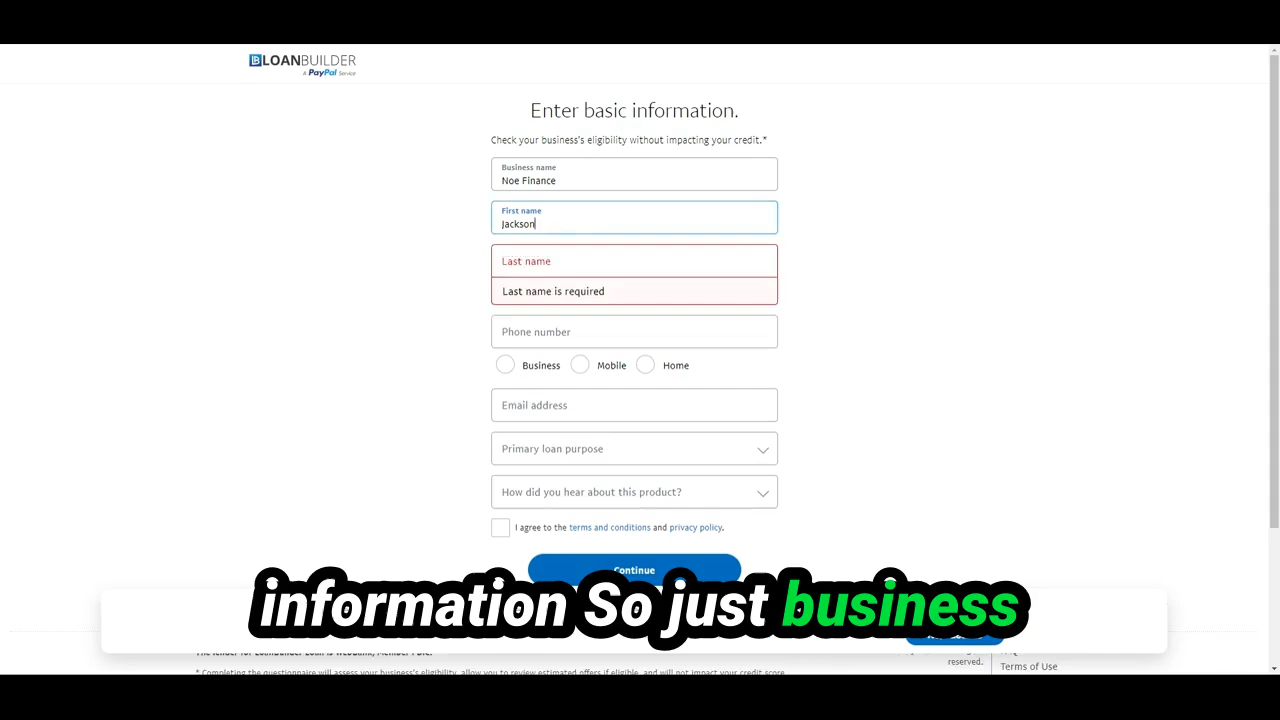 LOANBUILDER
A PayPal Service
Enter basic information.
Check your business's eligibility without impacting your credit.*
Business name
Noe Finance
First name
Jackson
Last name
Last name is required
Phone number
Business Mobile Home
Email address
Primary loan purpose
How did you hear about this product?
I agree to the terms and conditions and privacy policy.
Continue
information So just business
reserved.
Terms of Use
* Completing the questionnaire will assess your business's eligibility, allow you to review estimated offers if eligible, and will not impact your credit score